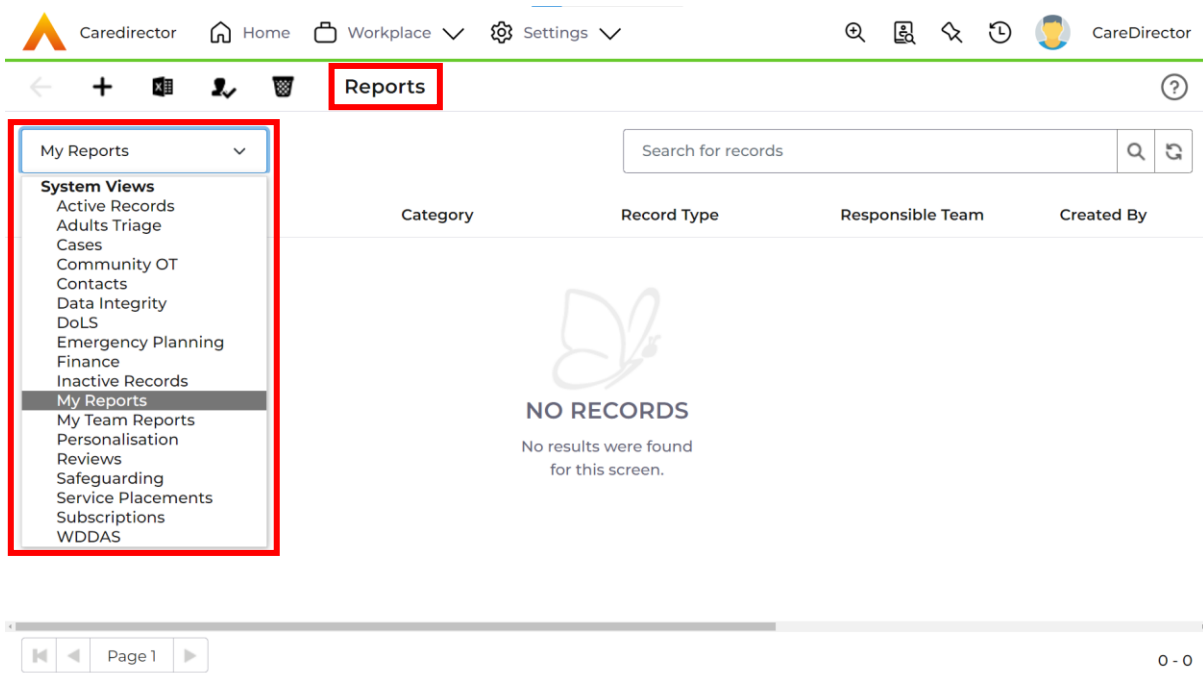 Caredirector Home Workplace Settings CareDirector
Reports
My Reports Search for records
System Views
Active Records
Adults Triage
Cases
Community OT
Contacts
Data Integrity
DoLS
Emergency Planning
Finance
Inactive Records
My Reports
My Team Reports
Personalisation
Reviews
Safeguarding
Service Placements
Subscriptions
WDDAS
Category Record Type Responsible Team Created By
NO RECORDS
No results were found
for this screen.
Page 1 0 - 0